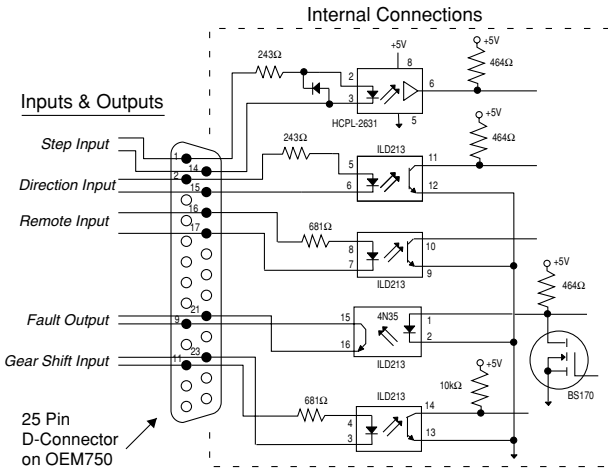 Internal Connections
Inputs & Outputs
Step Input
Direction Input
Remote Input
Fault Output
Gear Shift Input
25 Pin
D-Connector
on OEM750
1
14
2
15
16
17
21
9
23
11
243Ω
2
3
+5V
8
6
5
HCPL-2631
+5V
464Ω
243Ω
ILD213
5
6
11
12
+5V
464Ω
681Ω
ILD213
8
7
10
9
4N35
15
16
1
2
ILD213
+5V
464Ω
BS170
681Ω
ILD213
4
3
14
13
10kΩ
+5V